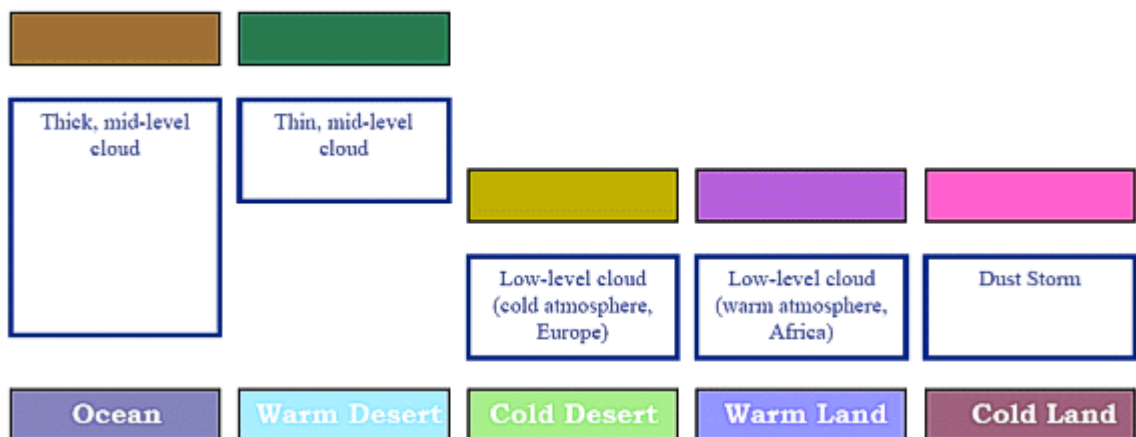 Thick, mid-level
cloud
Thin, mid-level
cloud
Low-level cloud
(cold atmosphere,
Europe)
Low-level cloud
(warm atmosphere,
Africa)
Dust Storm
Ocean
Warm Desert
Cold Desert
Warm Land
Cold Land